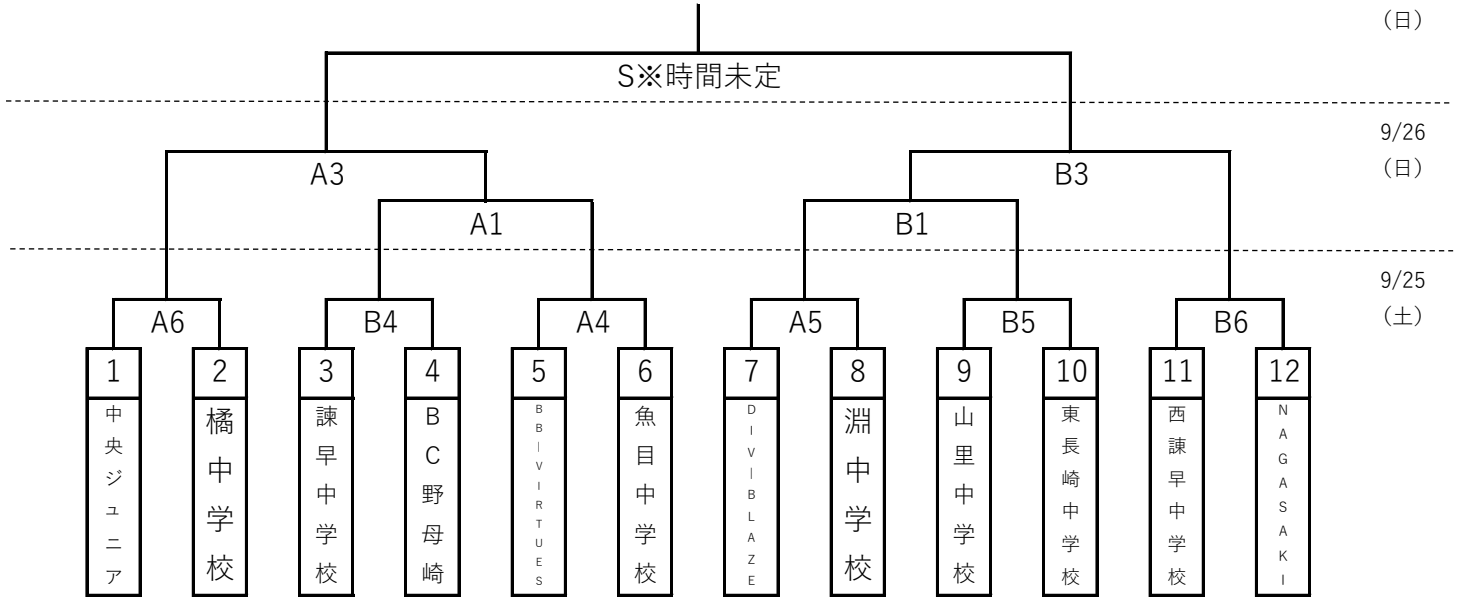 （日）
S※時間未定
9/26
（日）
A3
B3
A1
B1
9/25
（土）
A6
B4
A4
A5
B5
B6
1
2
3
4
5
6
7
8
9
10
11
12
中央ジュニア
橘中学校
諫早中学校
BC野母崎
BB|VIRTUES
魚目中学校
DIV|BLAZE
淵中学校
山里中学校
東長崎中学校
西諫早中学校
NAGASAKI